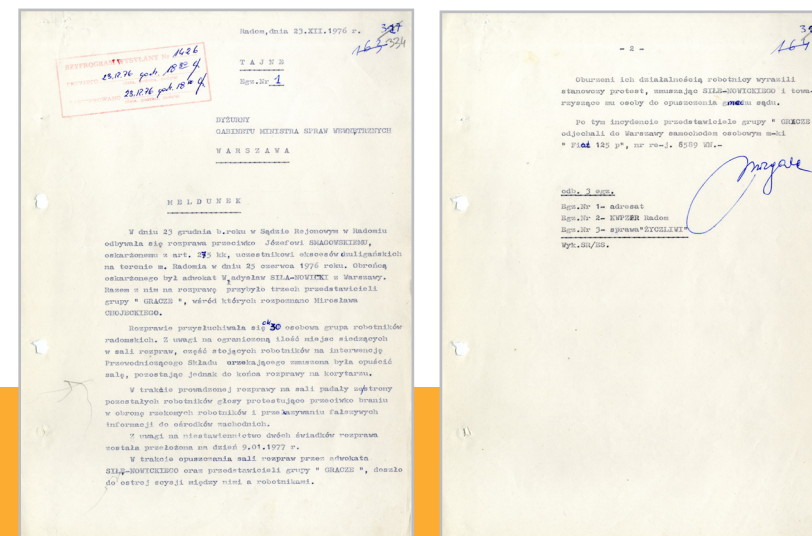 Radom,dnia 23.XII.1976 r.
T A J N E
Egz.Nr 1
SZYFROGRAM WYSŁANY Nr 1426
23.12.76 godz. 18
23.12.76 godz. 18
DYŻURNY
GABINETU MINISTRA SPRAW WEWNĘTRZNYCH
W A R S Z A W A
M E L D U N E K
W dniu 23 grudnia b.roku w Sądzie Rejonowym w Radomiu
odbywała się rozprawa przeciwko Józefowi SMAGOWSKIEMU,
oskarżonemu z art. 275 kk, uczestnikowi ekscesów chuligańskich
na terenie m. Radomia w dniu 25 czerwca 1976 roku. Obrońcą
oskarżonego był adwokat Władysław SIŁA-NOWICKI z Warszawy.
Razem z nim na rozprawę przybyło trzech przedstawicieli
grupy " GRACZE ", wśród których rozpoznano Mirosława
CHOJECKIEGO.
Rozprawie przysłuchiwała się ok 30 osobowa grupa robotników
radomskich. Z uwagi na ograniczoną ilość miejsc siedzących
w sali rozpraw, część stojących robotników na interwencję
Przewodniczącego Składu orzekającego zmuszona była opuścić
salę, pozostając jednak do końca rozprawy na korytarzu.
W trakcie prowadzonej rozprawy na sali padały ze strony
pozostałych robotników głosy protestujące przeciwko braniu
w obronę rzekomych robotników i przekazywaniu fałszywych
informacji do ośrodków zachodnich.
Z uwagi na niestawiennictwo dwóch świadków rozprawa
została przełożona na dzień 9.01.1977 r.
W trakcie opuszczania sali rozpraw przez adwokata
SIŁĘ-NOWICKIEGO oraz przedstawicieli grupy " GRACZE ", doszło
do ostrej scysji między nimi a robotnikami.
- 2 -
Oburzeni ich działalnością robotnicy wyrazili
stanowczy protest, zmuszając SIŁĘ-NOWICKIEGO i towa-
rzyszące mu osoby do opuszczenia gmachu sądu.
Po tym incydencie przedstawiciele grupy " GRACZE
odjechali do Warszawy samochodem osobowym m-ki
" Fiat 125 p", nr re-j. 6589 WN.-
odb. 3 egz.
Egz.Nr 1- adresat
Egz.Nr 2- KWPZPR Radom
Egz.Nr 3- sprawa"ŻYCZLIWI"
Wyk.SR/ES.